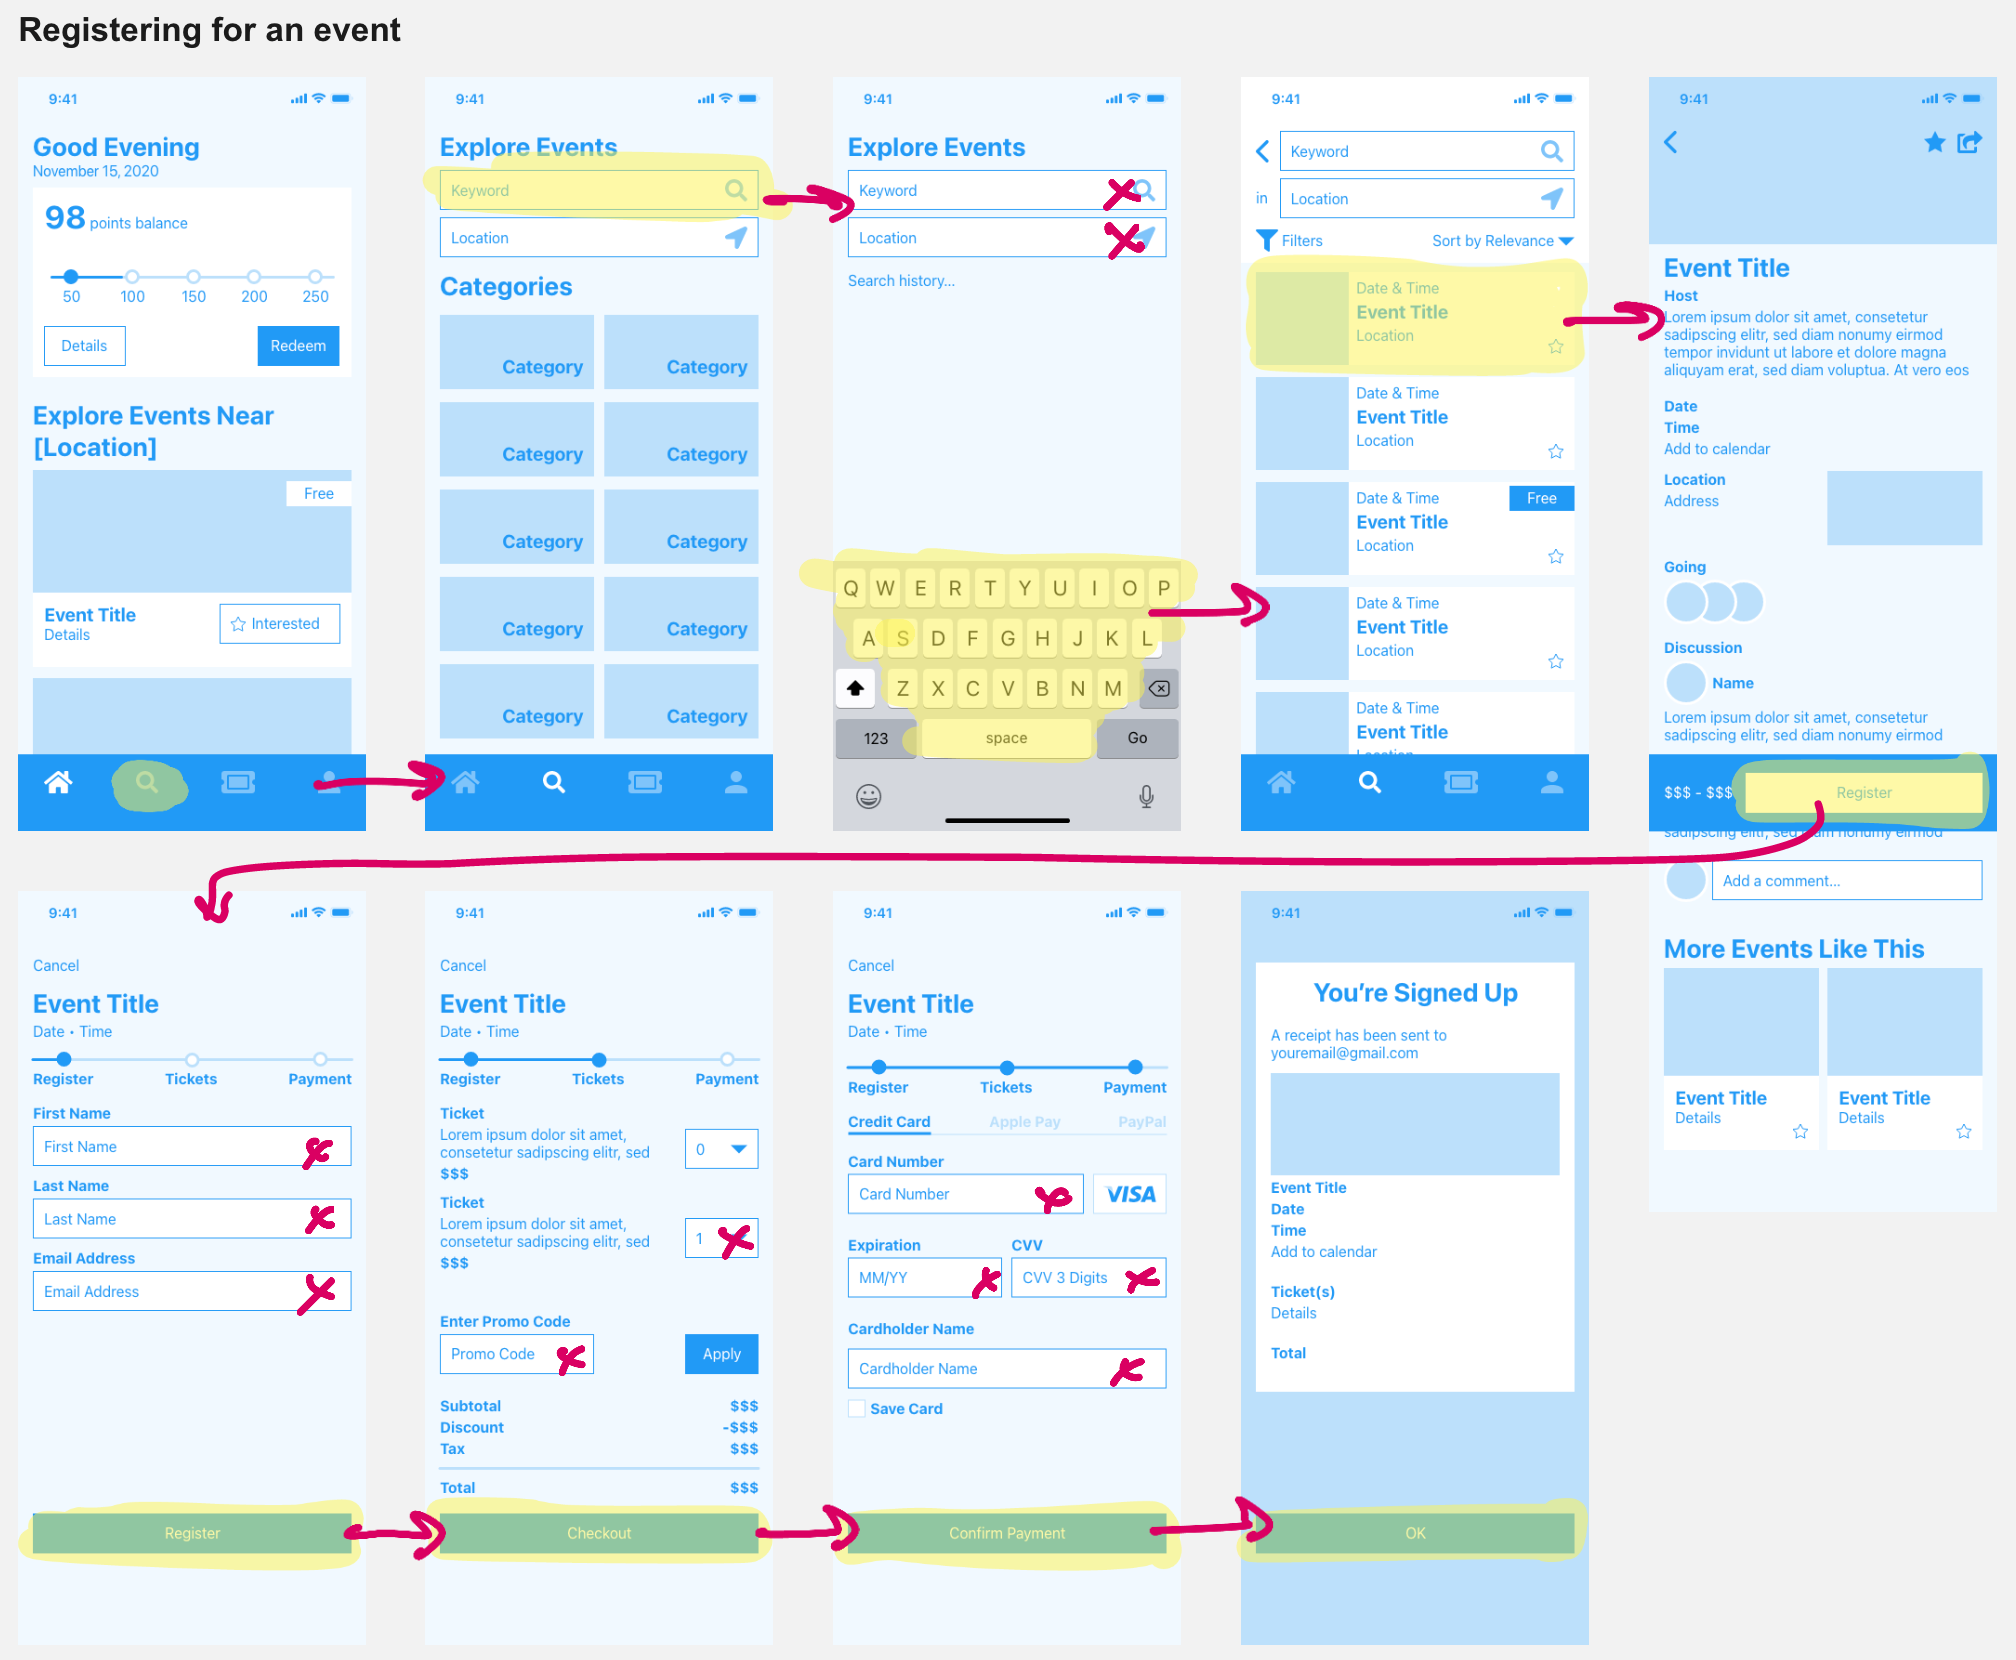 Registering for an event
9:41
Good Evening
November 15, 2020
98 points balance
50 100 150 200 250
Details Redeem
Explore Events Near
[Location]
Free
Event Title
Details
Interested
9:41
Explore Events
Keyword
Location
Categories
Category Category
Category Category
Category Category
Category Category
Category Category
9:41
Explore Events
Keyword
Location
Search history...
Q W E R T Y U I O P
A S D F G H J K L
Z X C V B N M
123 space Go
9:41
Keyword
in Location
Filters Sort by Relevance
Date & Time
Event Title
Location
Date & Time
Event Title
Location
Date & Time
Free
Event Title
Location
Date & Time
Event Title
Location
Date & Time
Event Title
Location
9:41
Event Title
Host
Lorem ipsum dolor sit amet, consetetur
sadipscing elitr, sed diam nonumy eirmod
tempor invidunt ut labore et dolore magna
aliquyam erat, sed diam voluptua. At vero eos
Date
Time
Add to calendar
Location
Address
Going
Discussion
Name
Lorem ipsum dolor sit amet, consetetur
sadipscing elitr, sed diam nonumy eirmod
$$$ - $$$ Register
sadipscing elitr, sed diam nonumy eirmod
Add a comment...
More Events Like This
Event Title Event Title
Details Details
9:41
Cancel
Event Title
Date • Time
Register Tickets Payment
First Name
First Name
Last Name
Last Name
Email Address
Email Address
Register
9:41
Cancel
Event Title
Date • Time
Register Tickets Payment
Ticket
Lorem ipsum dolor sit amet,
consetetur sadipscing elitr, sed
$$$
0
Ticket
Lorem ipsum dolor sit amet,
consetetur sadipscing elitr, sed
$$$
1
Enter Promo Code
Promo Code Apply
Subtotal $$$
Discount -$$$
Tax $$$
Total $$$
Checkout
9:41
Cancel
Event Title
Date • Time
Register Tickets Payment
Credit Card Apple Pay PayPal
Card Number
Card Number VISA
Expiration CVV
MM/YY CVV 3 Digits
Cardholder Name
Cardholder Name
Save Card
Confirm Payment
9:41
You're Signed Up
A receipt has been sent to
youremail@gmail.com
Event Title
Date
Time
Add to calendar
Ticket(s)
Details
Total
OK